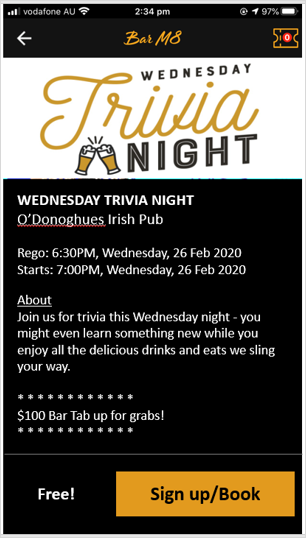 vodafone AU
2:34 pm
97%
Bar M8
0
WEDNESDAY
Trivia
NIGHT
WEDNESDAY TRIVIA NIGHT
O’Donoghues Irish Pub
Rego: 6:30PM, Wednesday, 26 Feb 2020
Starts: 7:00PM, Wednesday, 26 Feb 2020
About
Join us for trivia this Wednesday night - you
might even learn something new while you
enjoy all the delicious drinks and eats we sling
your way.
* * * * * * * * * * * *
$100 Bar Tab up for grabs!
* * * * * * * * * * * *
Free!
Sign up/Book